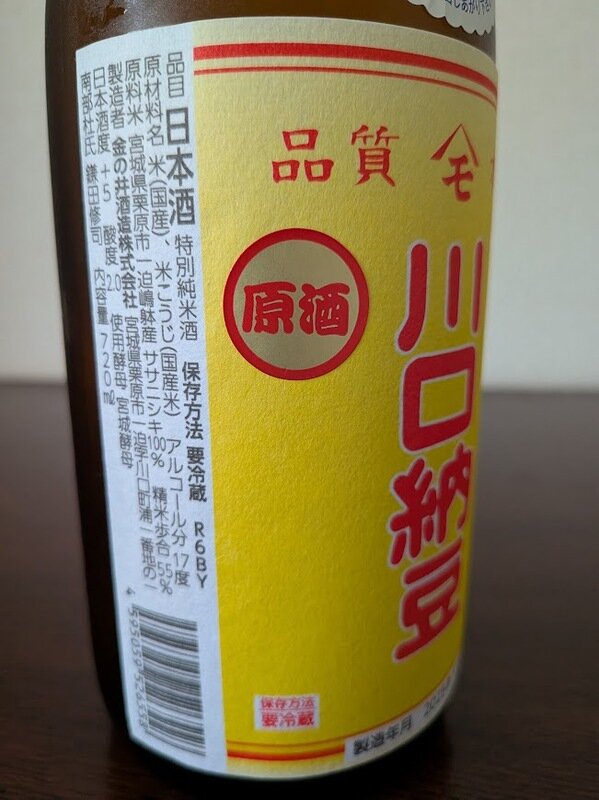 品目 日本酒 特別純米酒 保存方法 要冷蔵 R6BY
原材料名 米(国産)、米こうじ(国産米) アルコール分 17度
原料米 宮城県栗原市一迫嶋躰産 ササニシキ100% 精米歩合 55%
製造者 金の井酒造株式会社 宮城県栗原市一迫字川口町浦一番地の一
日本酒度 +5 酸度 2.0 使用酵母 宮城酵母
南部杜氏 鎌田修司 内容量 720ml
品質
モ
原酒
川口納豆
保存方法
要冷蔵